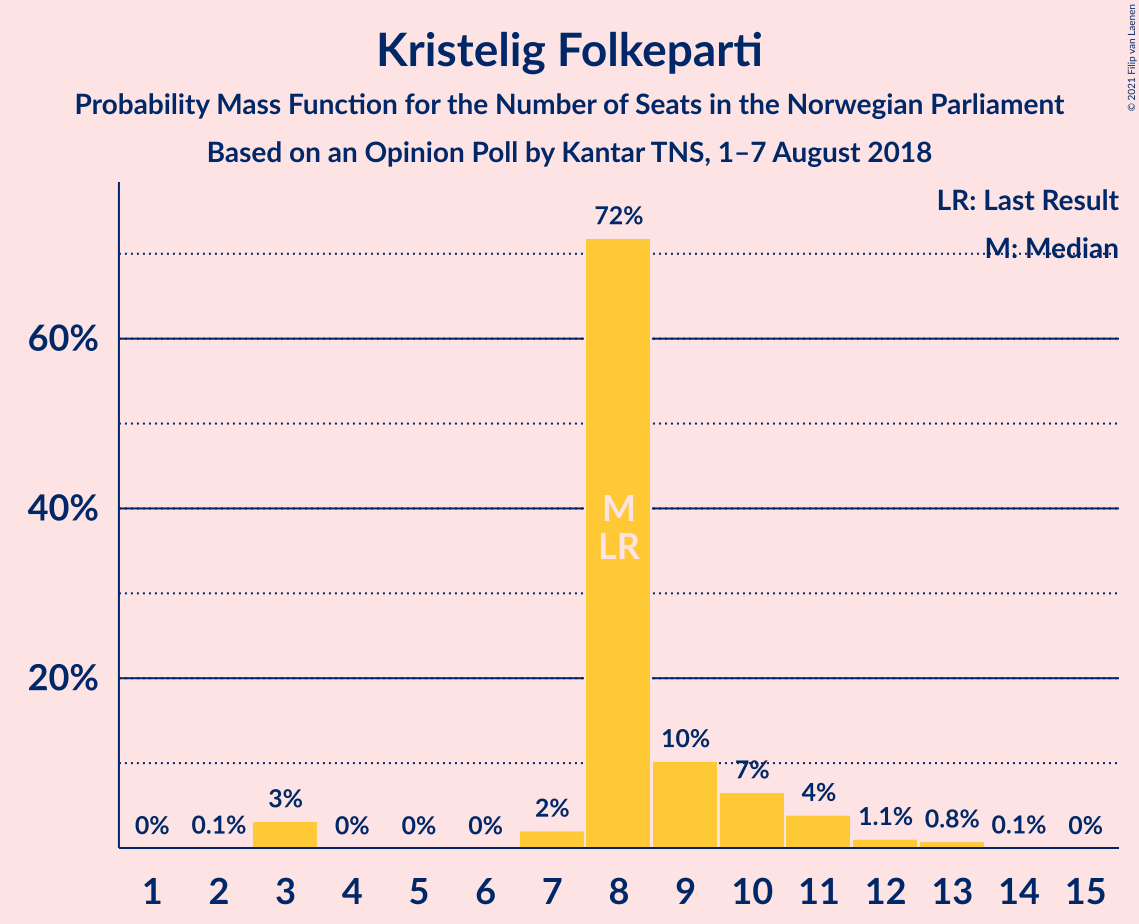 Kristelig Folkeparti
Probability Mass Function for the Number of Seats in the Norwegian Parliament
Based on an Opinion Poll by Kantar TNS, 1–7 August 2018
© 2021 Filip van Laenen
LR: Last Result
M: Median
60%
40%
20%
0%
0.1%
3%
0%
0%
0%
2%
72%
10%
7%
4%
1.1%
0.8%
0.1%
0%
M
LR
1 2 3 4 5 6 7 8 9 10 11 12 13 14 15